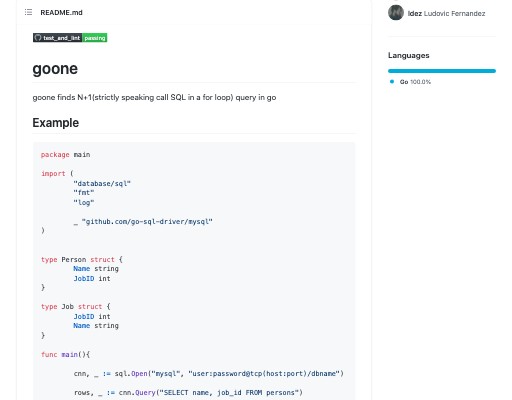 README.md
test_and_lint passing
goone
goone finds N+1(strictly speaking call SQL in a for loop) query in go
Example
package main
import (
"database/sql"
"fmt"
"log"
_ "github.com/go-sql-driver/mysql"
)
type Person struct {
Name string
JobID int
}
type Job struct {
JobID int
Name string
}
func main(){
cnn, _ := sql.Open("mysql", "user:password@tcp(host:port)/dbname")
rows, _ := cnn.Query("SELECT name, job_id FROM persons")
ldez Ludovic Fernandez
Languages
Go 100.0%